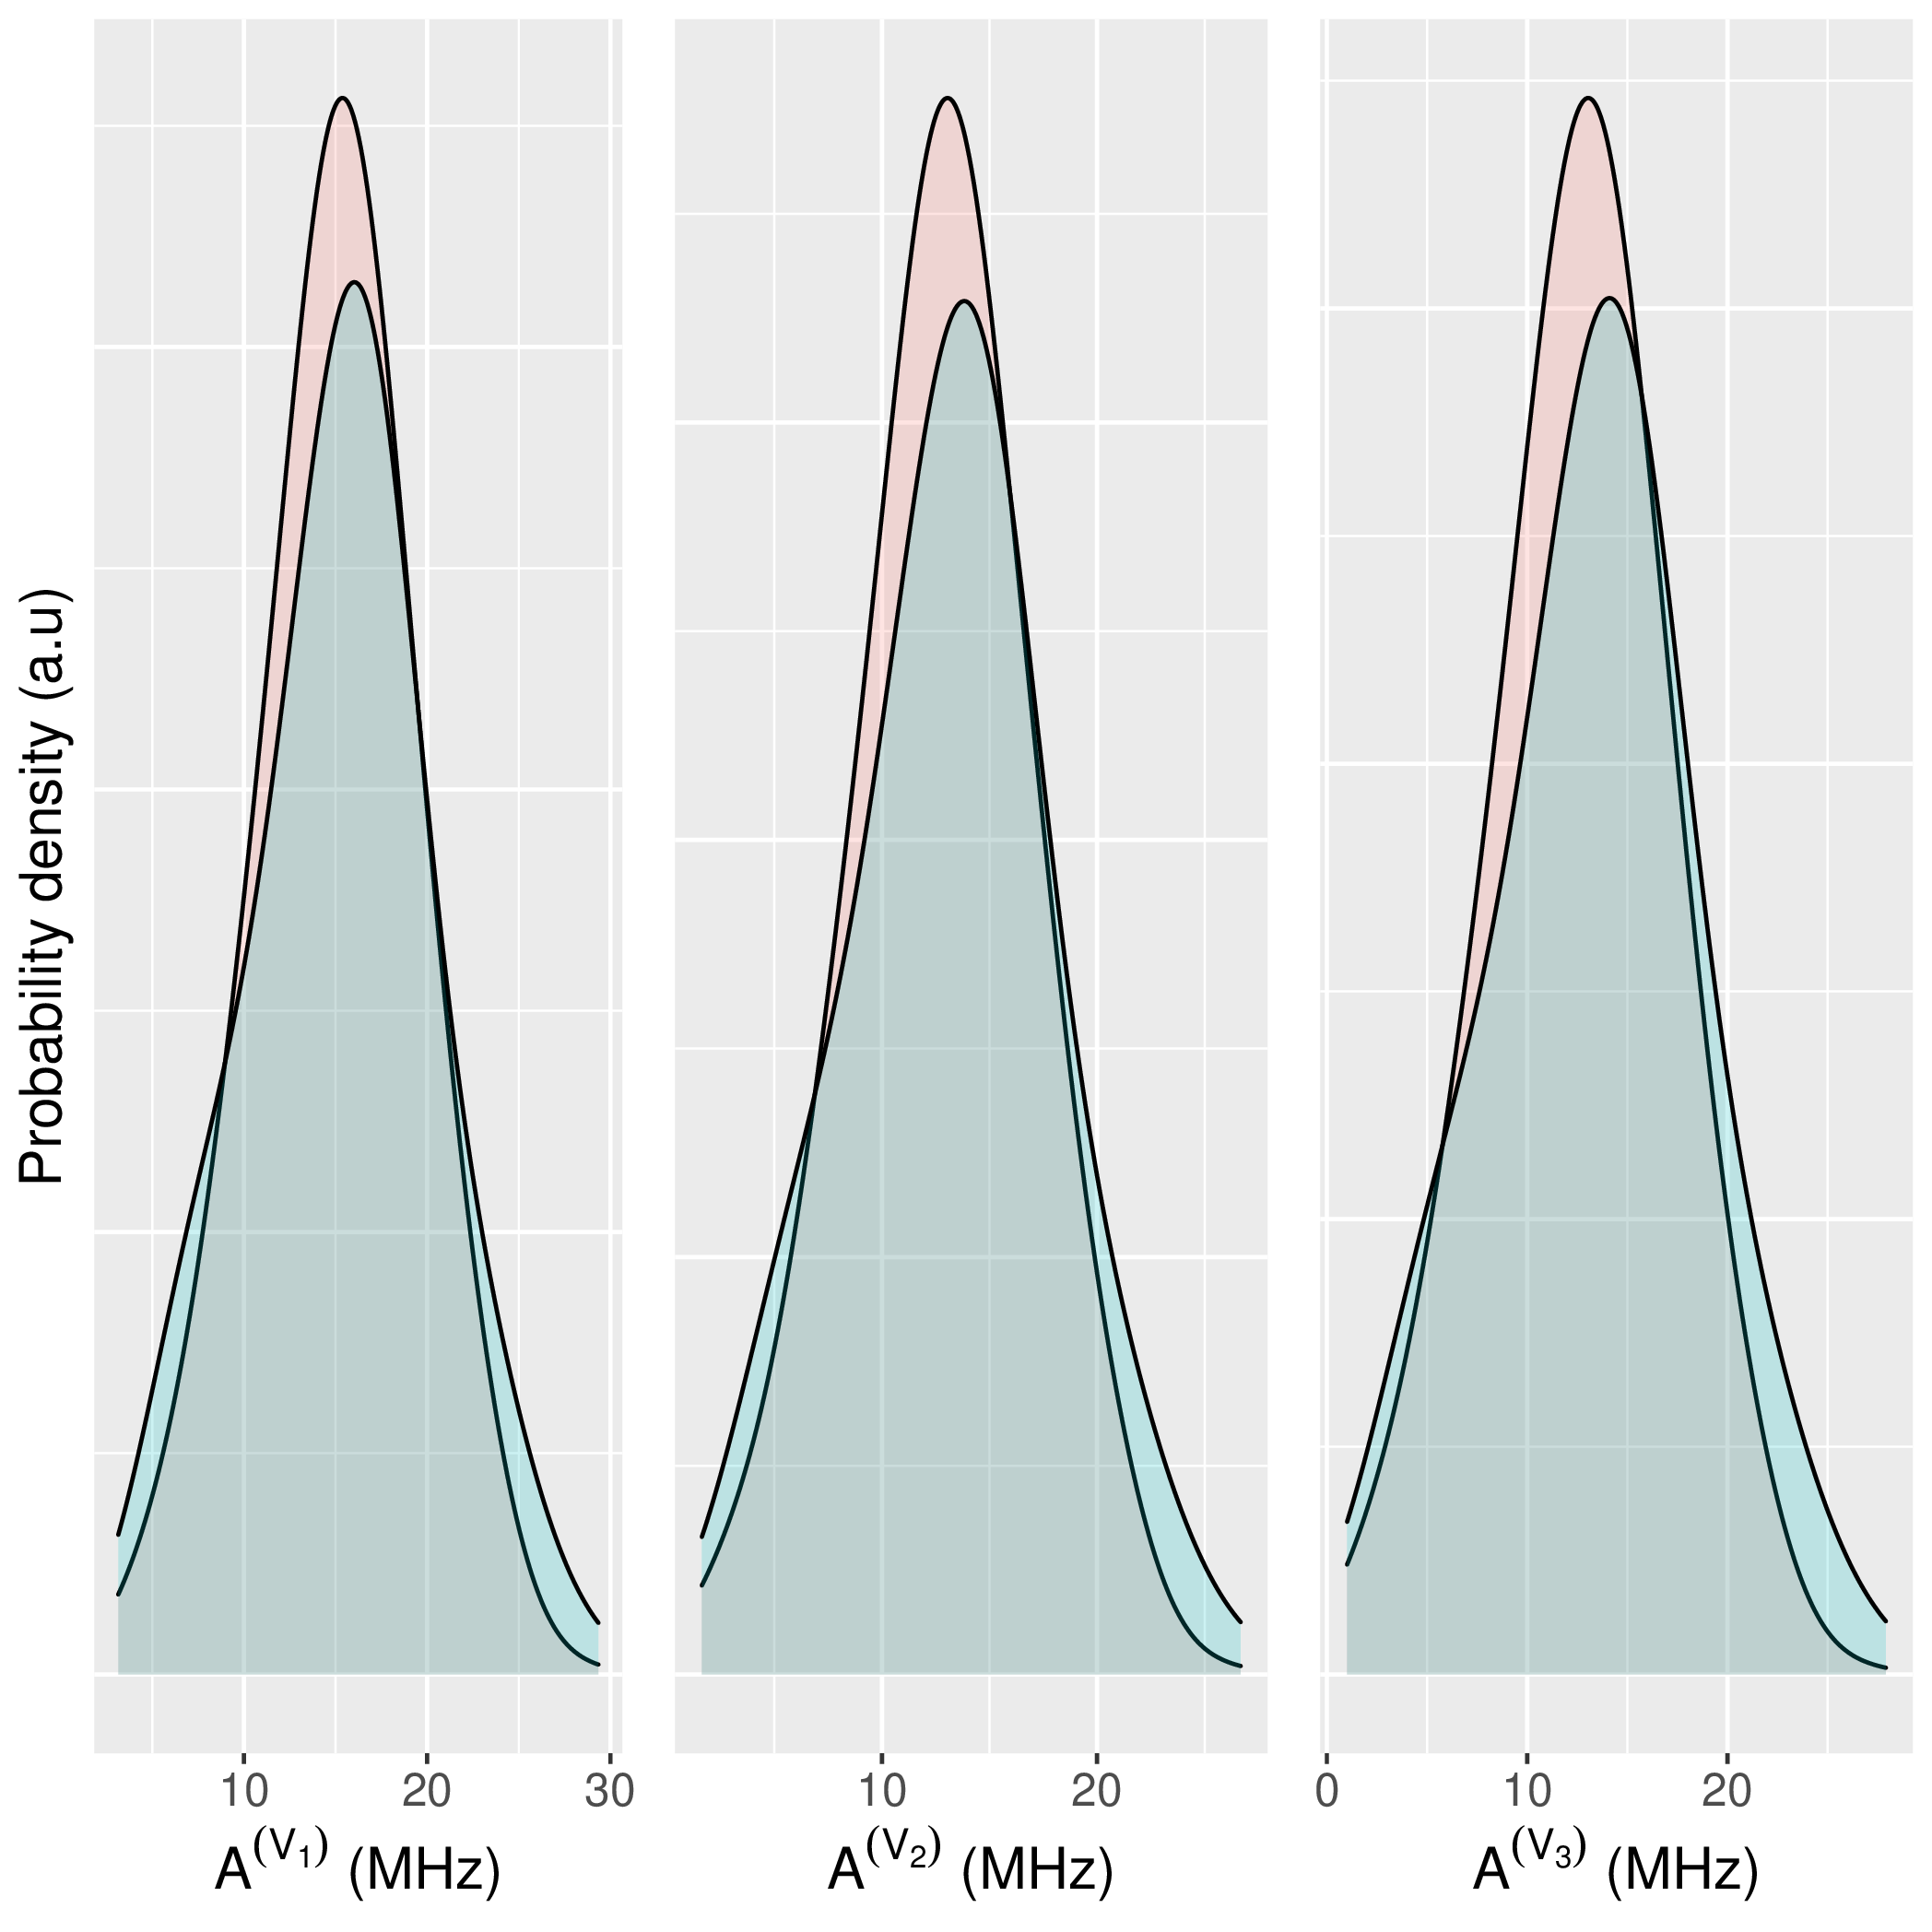 Probability density (a.u)
10 20 30
10 20
0 10 20
A^(V₁) (MHz)
A^(V₂) (MHz)
A^(V₃) (MHz)